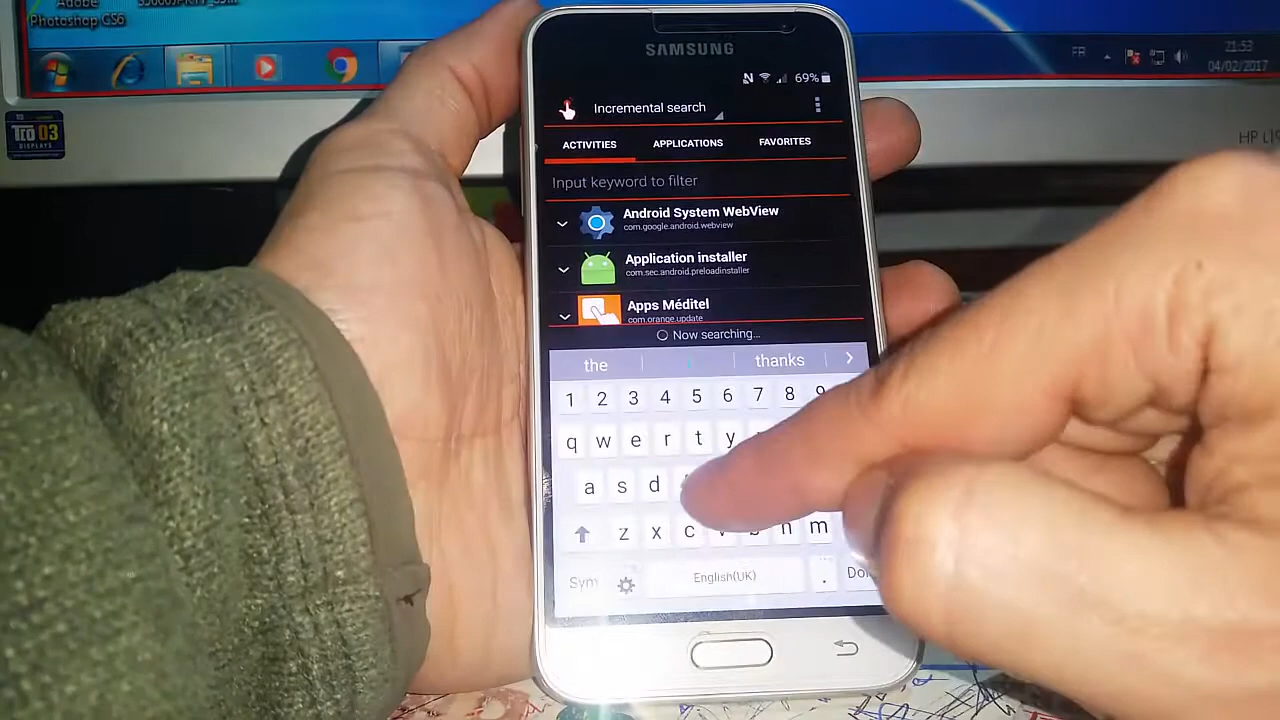 Adobe
Photoshop CS6
FR
21:53
04/02/2017
Tco 03
DISPLAYS
SAMSUNG
69%
Incremental search
ACTIVITIES APPLICATIONS FAVORITES
Input keyword to filter
Android System WebView
com.google.android.webview
Application installer
com.sec.android.preloadinstaller
Apps Méditel
com.orange.update
Now searching...
the thanks
1 2 3 4 5 6 7 8 9
q w e r t y
a s d
z x c v b n m
Sym English(UK) .